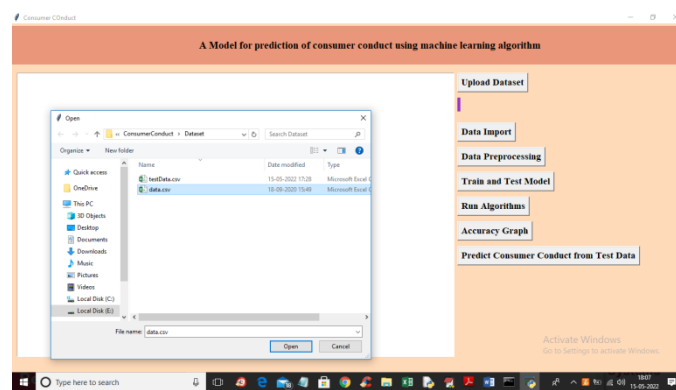 Consumer COnduct
A Model for prediction of consumer conduct using machine learning algorithm
Upload Dataset
Data Import
Data Preprocessing
Train and Test Model
Run Algorithms
Accuracy Graph
Predict Consumer Conduct from Test Data
Open
« ConsumerConduct › Dataset
Search Dataset
Organize
New folder
Name
Date modified
Type
testData.csv
15-05-2022 17:28
Microsoft Excel C
data.csv
18-09-2020 15:49
Microsoft Excel C
Quick access
OneDrive
This PC
3D Objects
Desktop
Documents
Downloads
Music
Pictures
Videos
Local Disk (C:)
Local Disk (E:)
File name:
data.csv
Open
Cancel
Activate Windows
Go to Settings to activate Windows.
Type here to search
18:07
15-05-2022